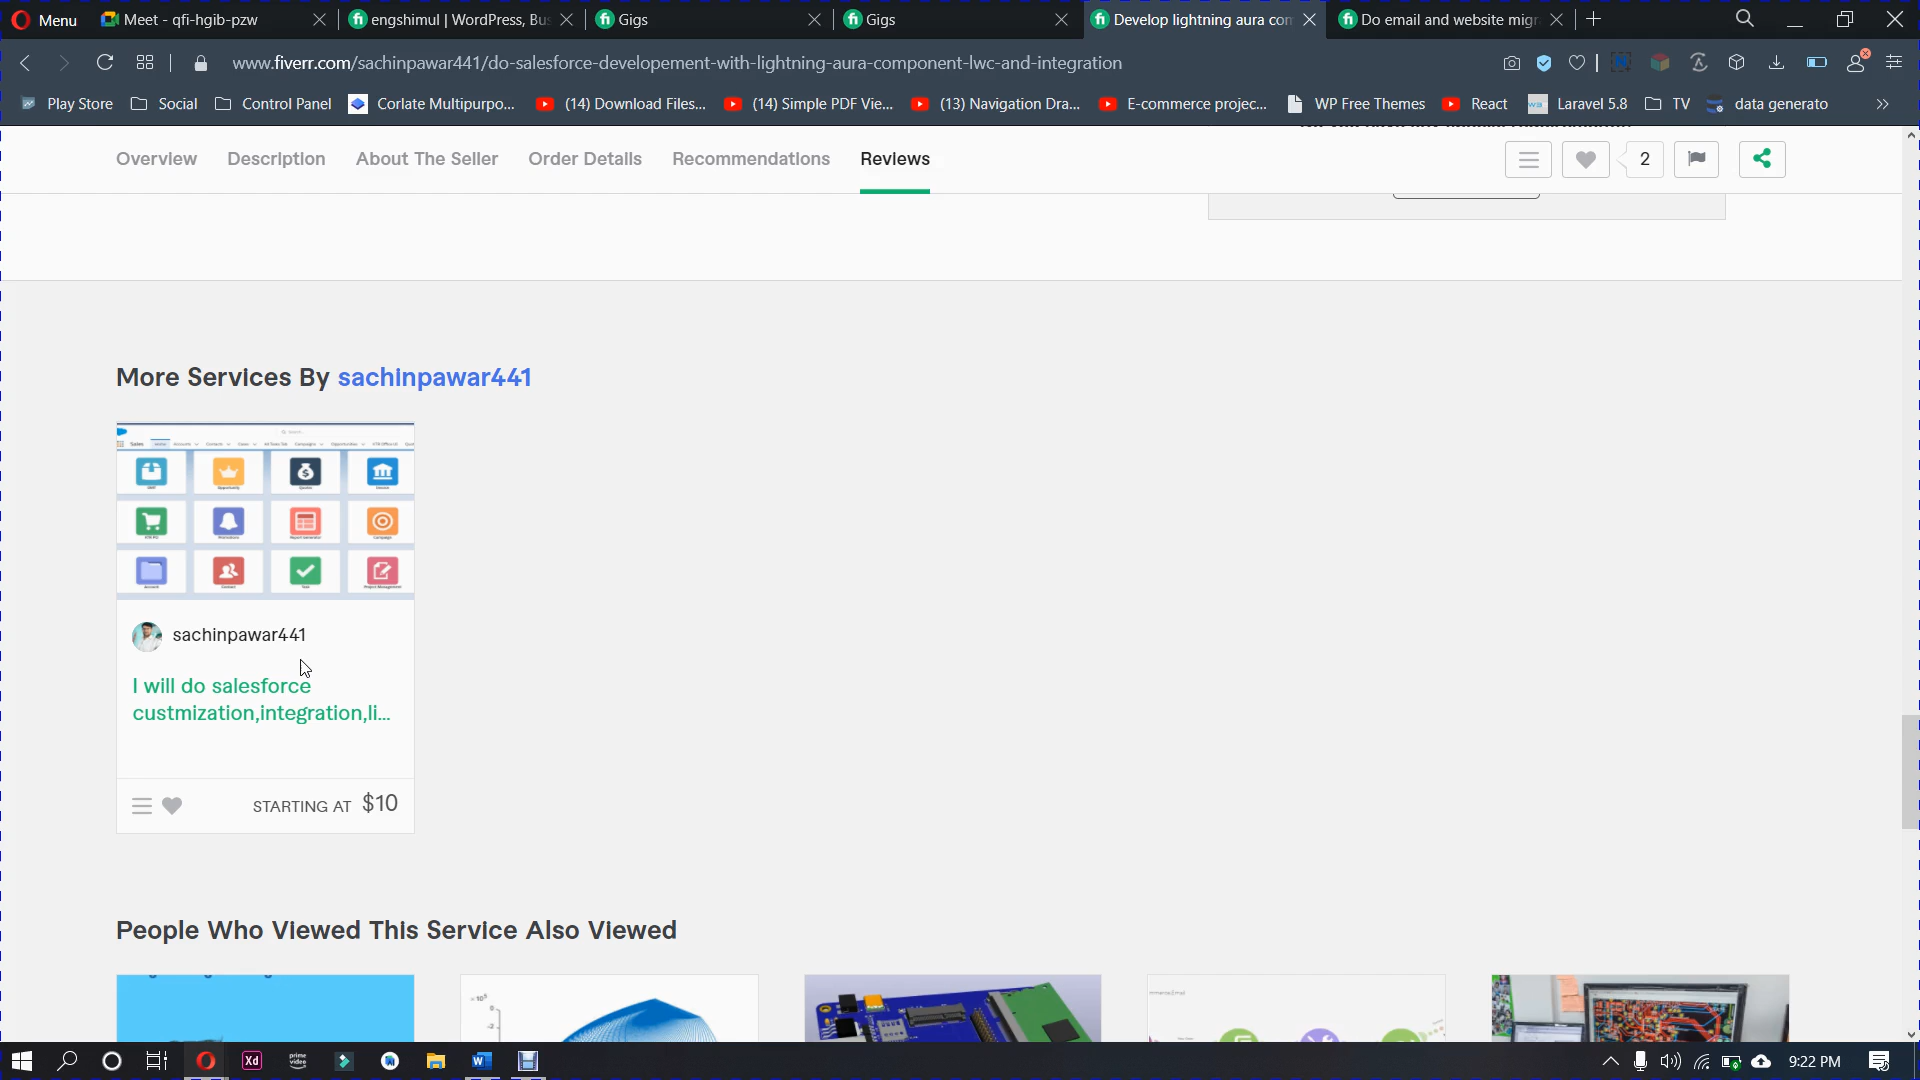 Menu
Meet - qfi-hgib-pzw
engshimul | WordPress, Bus
Gigs
Gigs
Develop lightning aura con
Do email and website migr
www.fiverr.com/sachinpawar441/do-salesforce-developement-with-lightning-aura-component-lwc-and-integration
Play Store
Social
Control Panel
Corlate Multipurpo...
(14) Download Files...
(14) Simple PDF Vie...
(13) Navigation Dra...
E-commerce projec...
WP Free Themes
React
Laravel 5.8
TV
data generato
Overview
Description
About The Seller
Order Details
Recommendations
Reviews
2
More Services By sachinpawar441
sachinpawar441
I will do salesforce
custmization,integration,li...
STARTING AT $10
People Who Viewed This Service Also Viewed
9:22 PM